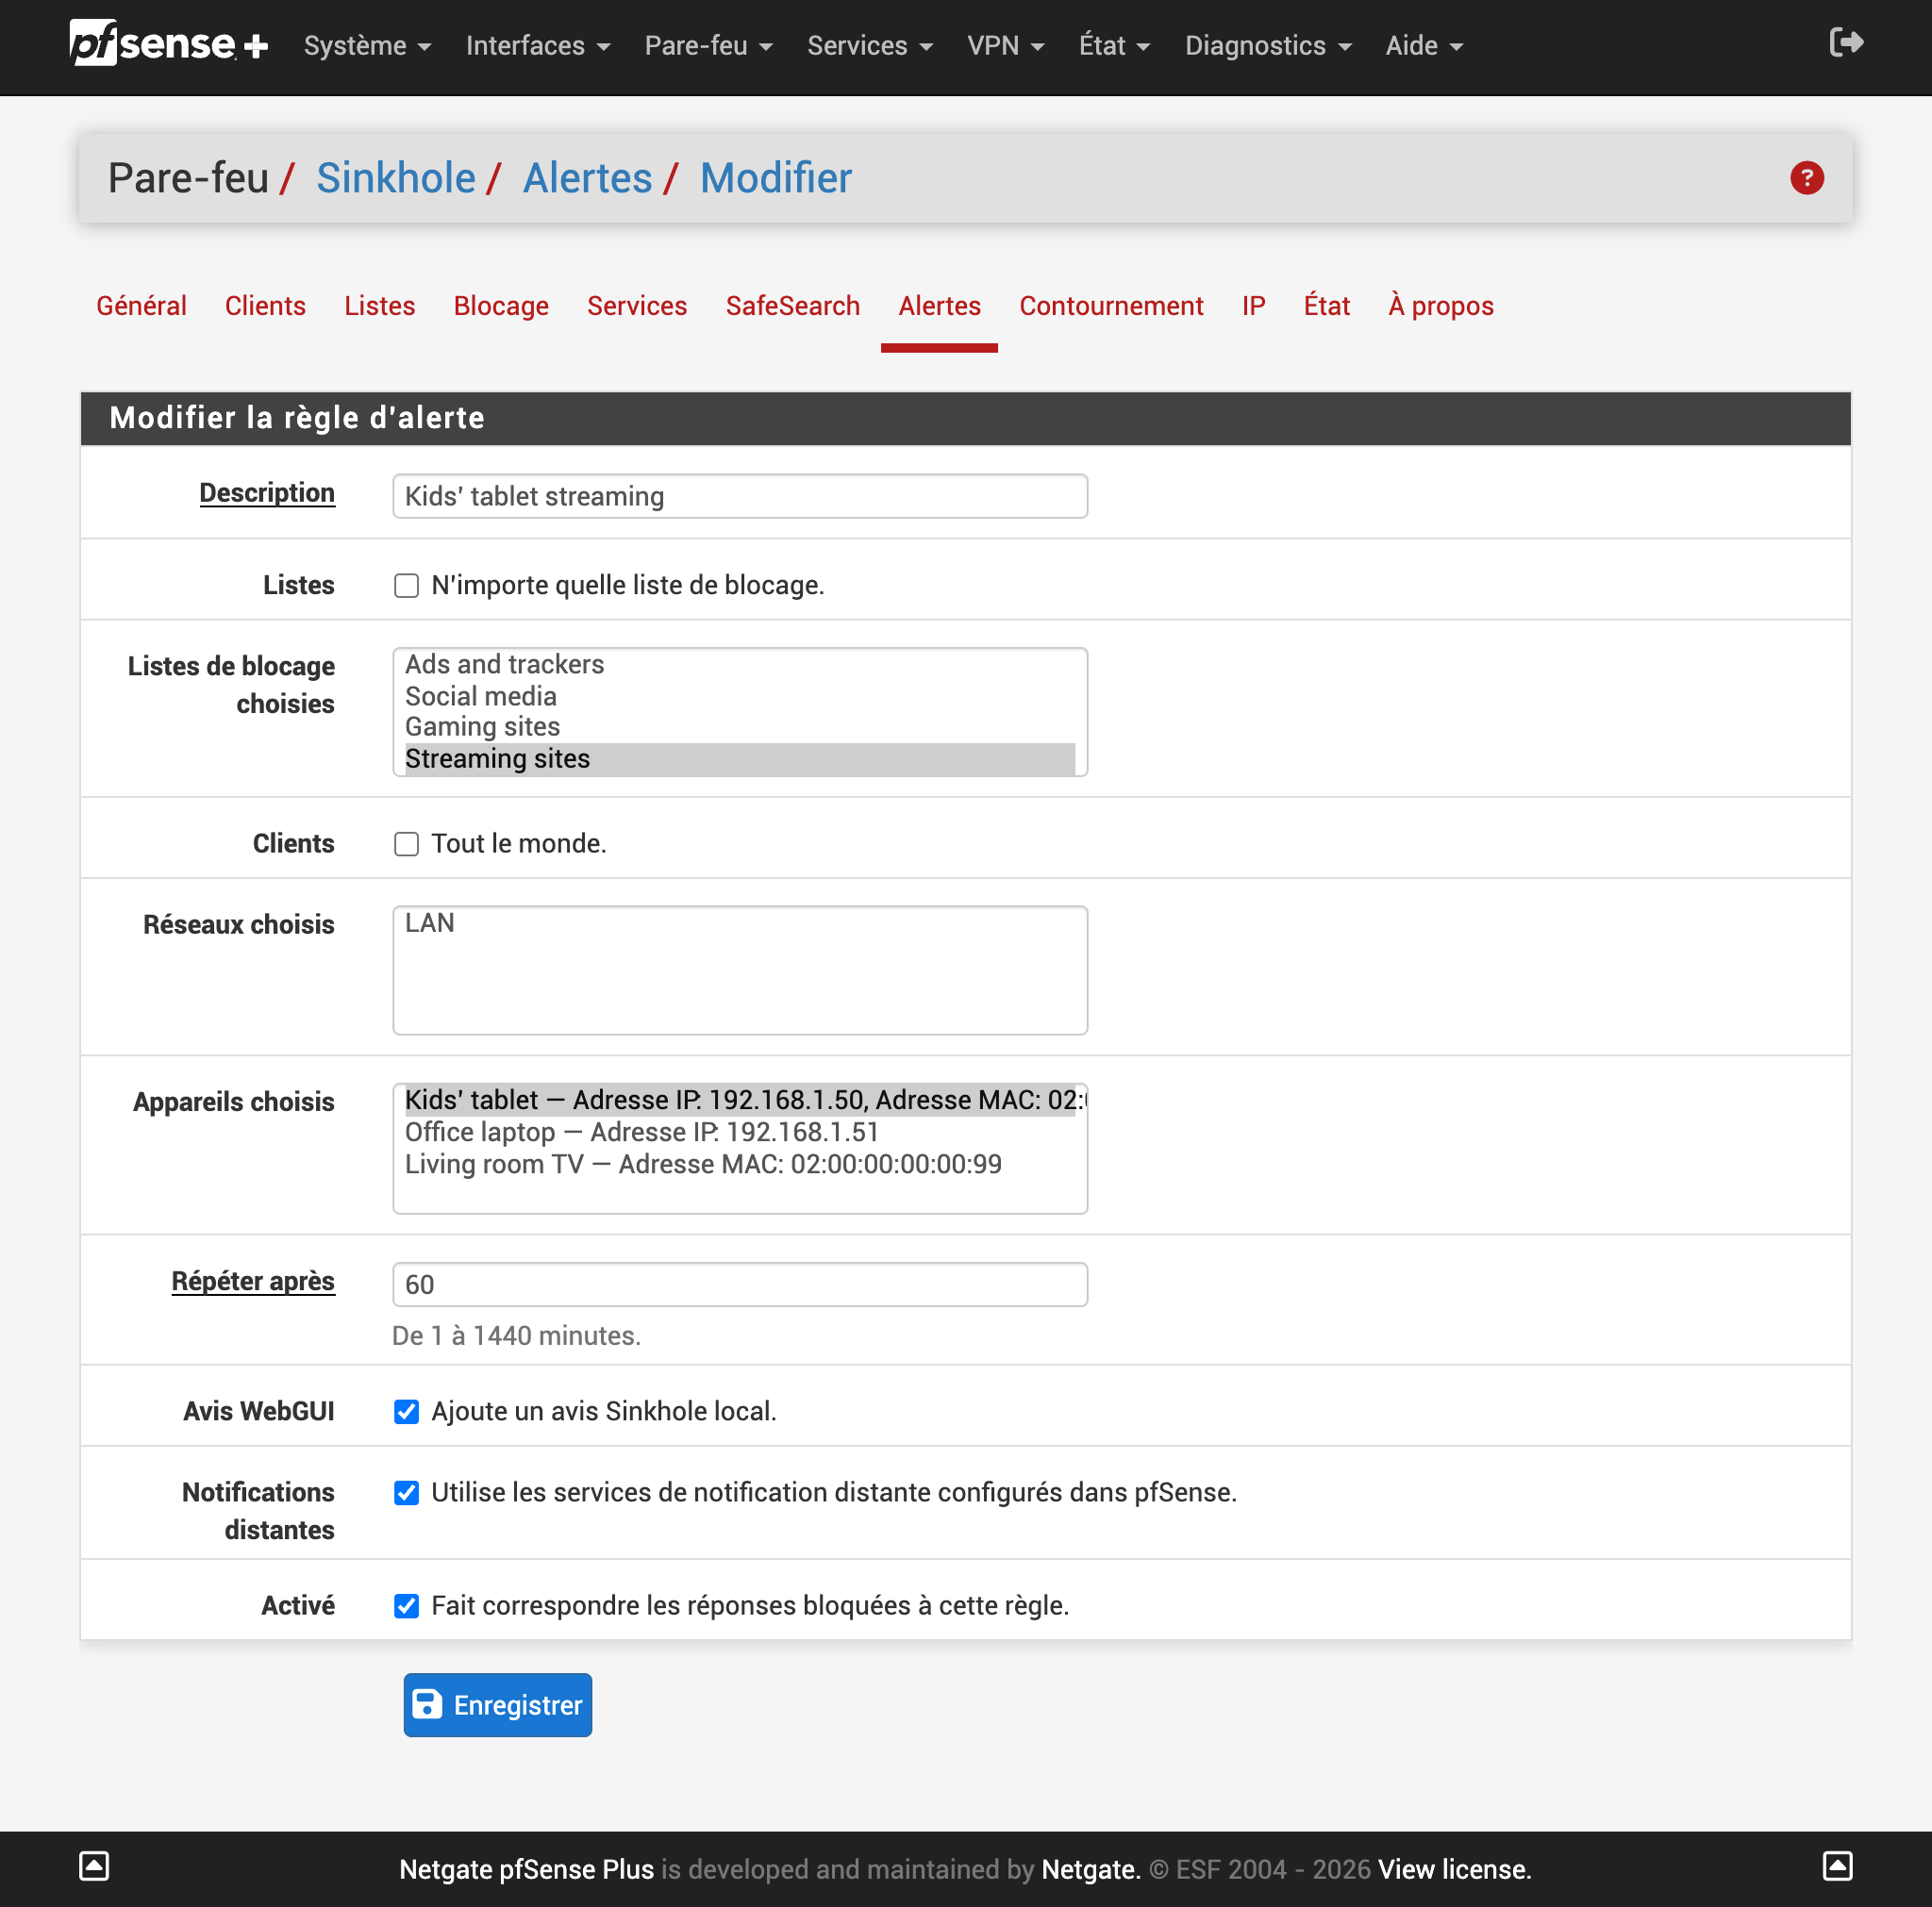 pfsense +
Système Interfaces Pare-feu Services VPN État Diagnostics Aide
Pare-feu / Sinkhole / Alertes / Modifier
?
Général Clients Listes Blocage Services SafeSearch Alertes Contournement IP État À propos
Modifier la règle d'alerte
Description
Kids' tablet streaming
Listes
N'importe quelle liste de blocage.
Listes de blocage
choisies
Ads and trackers
Social media
Gaming sites
Streaming sites
Clients
Tout le monde.
Réseaux choisis
LAN
Appareils choisis
Kids' tablet — Adresse IP: 192.168.1.50, Adresse MAC: 02:
Office laptop — Adresse IP: 192.168.1.51
Living room TV — Adresse MAC: 02:00:00:00:00:99
Répéter après
60
De 1 à 1440 minutes.
Avis WebGUI
Ajoute un avis Sinkhole local.
Notifications
distantes
Utilise les services de notification distante configurés dans pfSense.
Activé
Fait correspondre les réponses bloquées à cette règle.
Enregistrer
Netgate pfSense Plus is developed and maintained by Netgate. © ESF 2004 - 2026 View license.